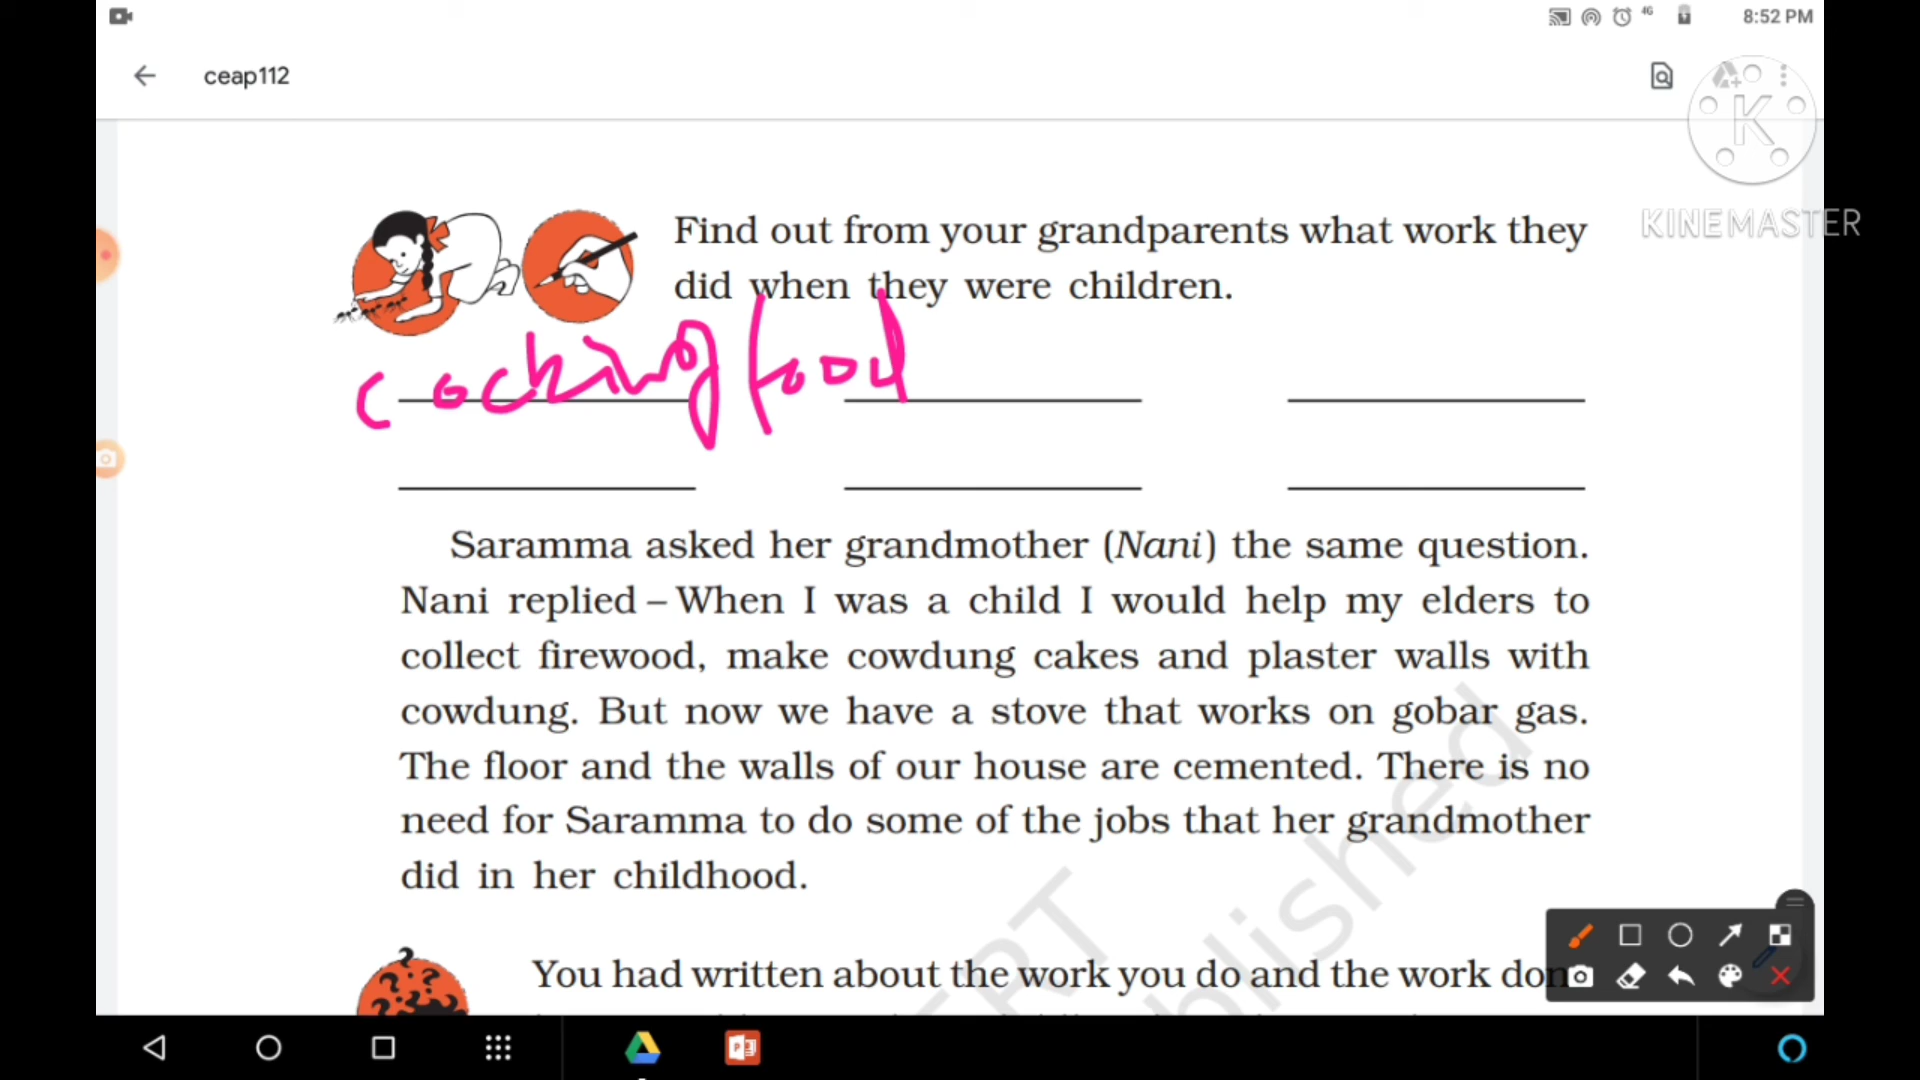 8:52 PM
4G
ceap112
K
KINEMASTER
Find out from your grandparents what work they
did when they were children.
cocking food
Saramma asked her grandmother (Nani) the same question.
Nani replied – When I was a child I would help my elders to
collect firewood, make cowdung cakes and plaster walls with
cowdung. But now we have a stove that works on gobar gas.
The floor and the walls of our house are cemented. There is no
need for Saramma to do some of the jobs that her grandmother
did in her childhood.
You had written about the work you do and the work don